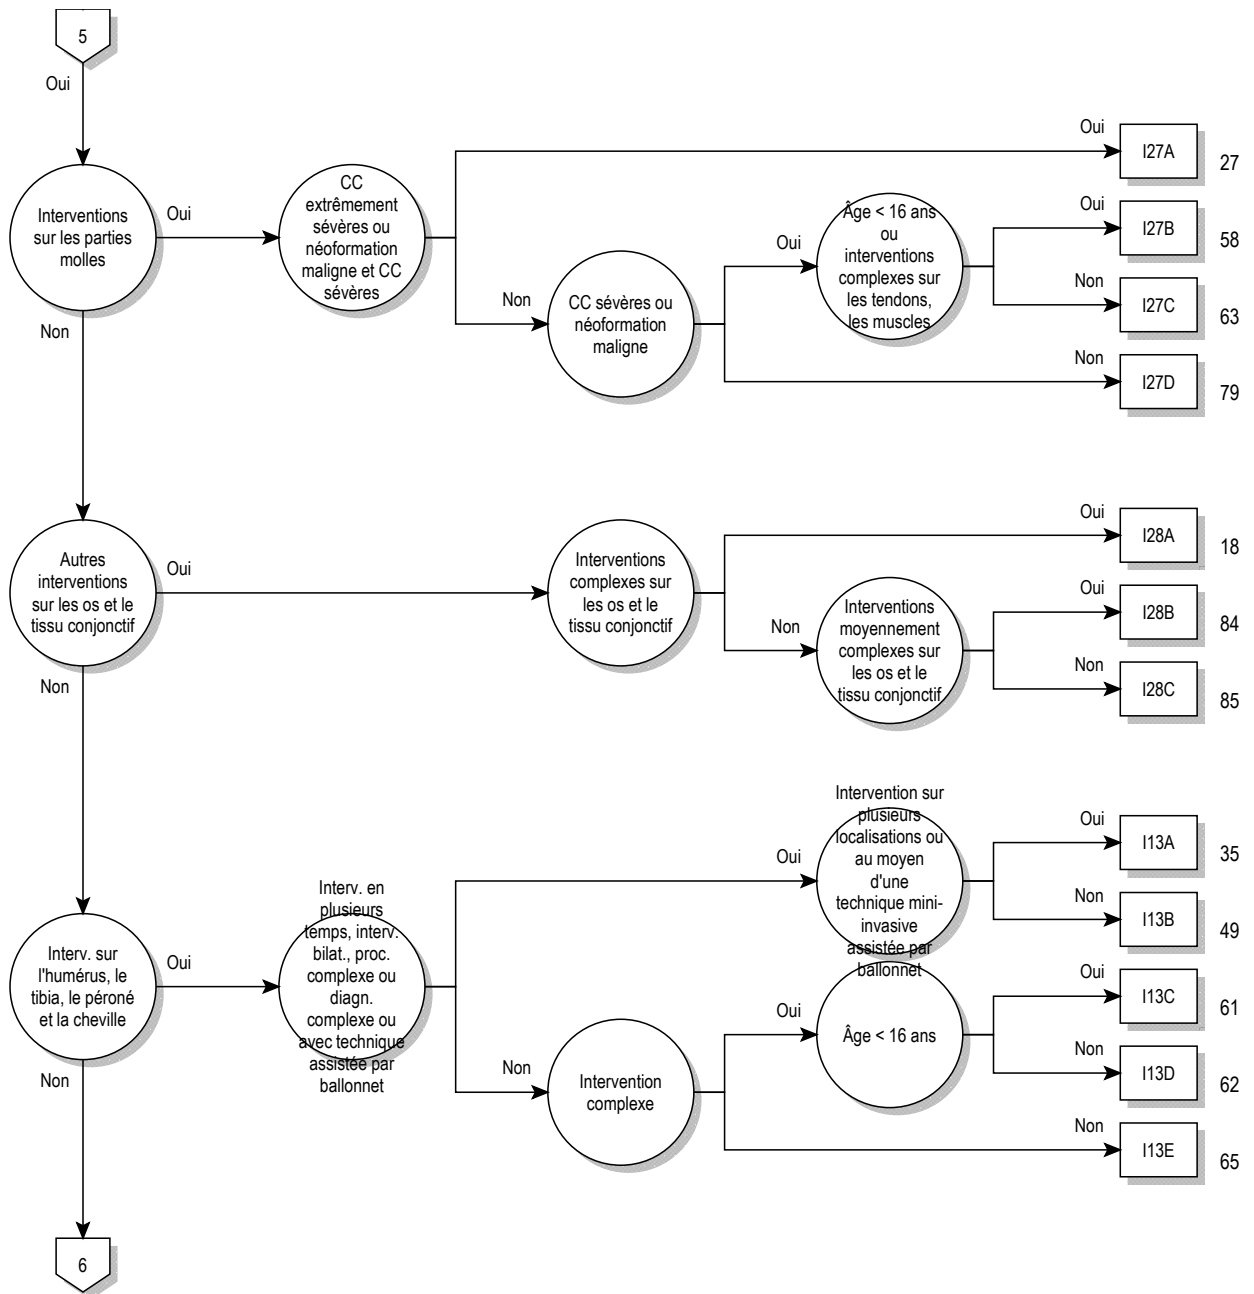 5
Oui
Interventions
sur les parties
molles
Oui
Non
CC
extrêmement
sévères ou
néoformation
maligne et CC
sévères
Non
CC sévères ou
néoformation
maligne
Oui
Âge < 16 ans
ou
interventions
complexes sur
les tendons,
les muscles
Oui
I27A
27
Oui
I27B
58
Non
I27C
63
Non
I27D
79
Autres
interventions
sur les os et le
tissu conjonctif
Oui
Non
Interventions
complexes sur
les os et le
tissu conjonctif
Non
Interventions
moyennement
complexes sur
les os et le
tissu conjonctif
Oui
I28A
18
Oui
I28B
84
Non
I28C
85
Interv. sur
l'humérus, le
tibia, le péroné
et la cheville
Oui
Non
Interv. en
plusieurs
temps, interv.
bilat., proc.
complexe ou
diagn.
complexe ou
avec technique
assistée par
ballonnet
Oui
Intervention sur
plusieurs
localisations ou
au moyen
d'une
technique mini-
invasive
assistée par
ballonnet
Oui
I13A
35
Non
I13B
49
Non
Intervention
complexe
Oui
Âge < 16 ans
Oui
I13C
61
Non
I13D
62
Non
I13E
65
6